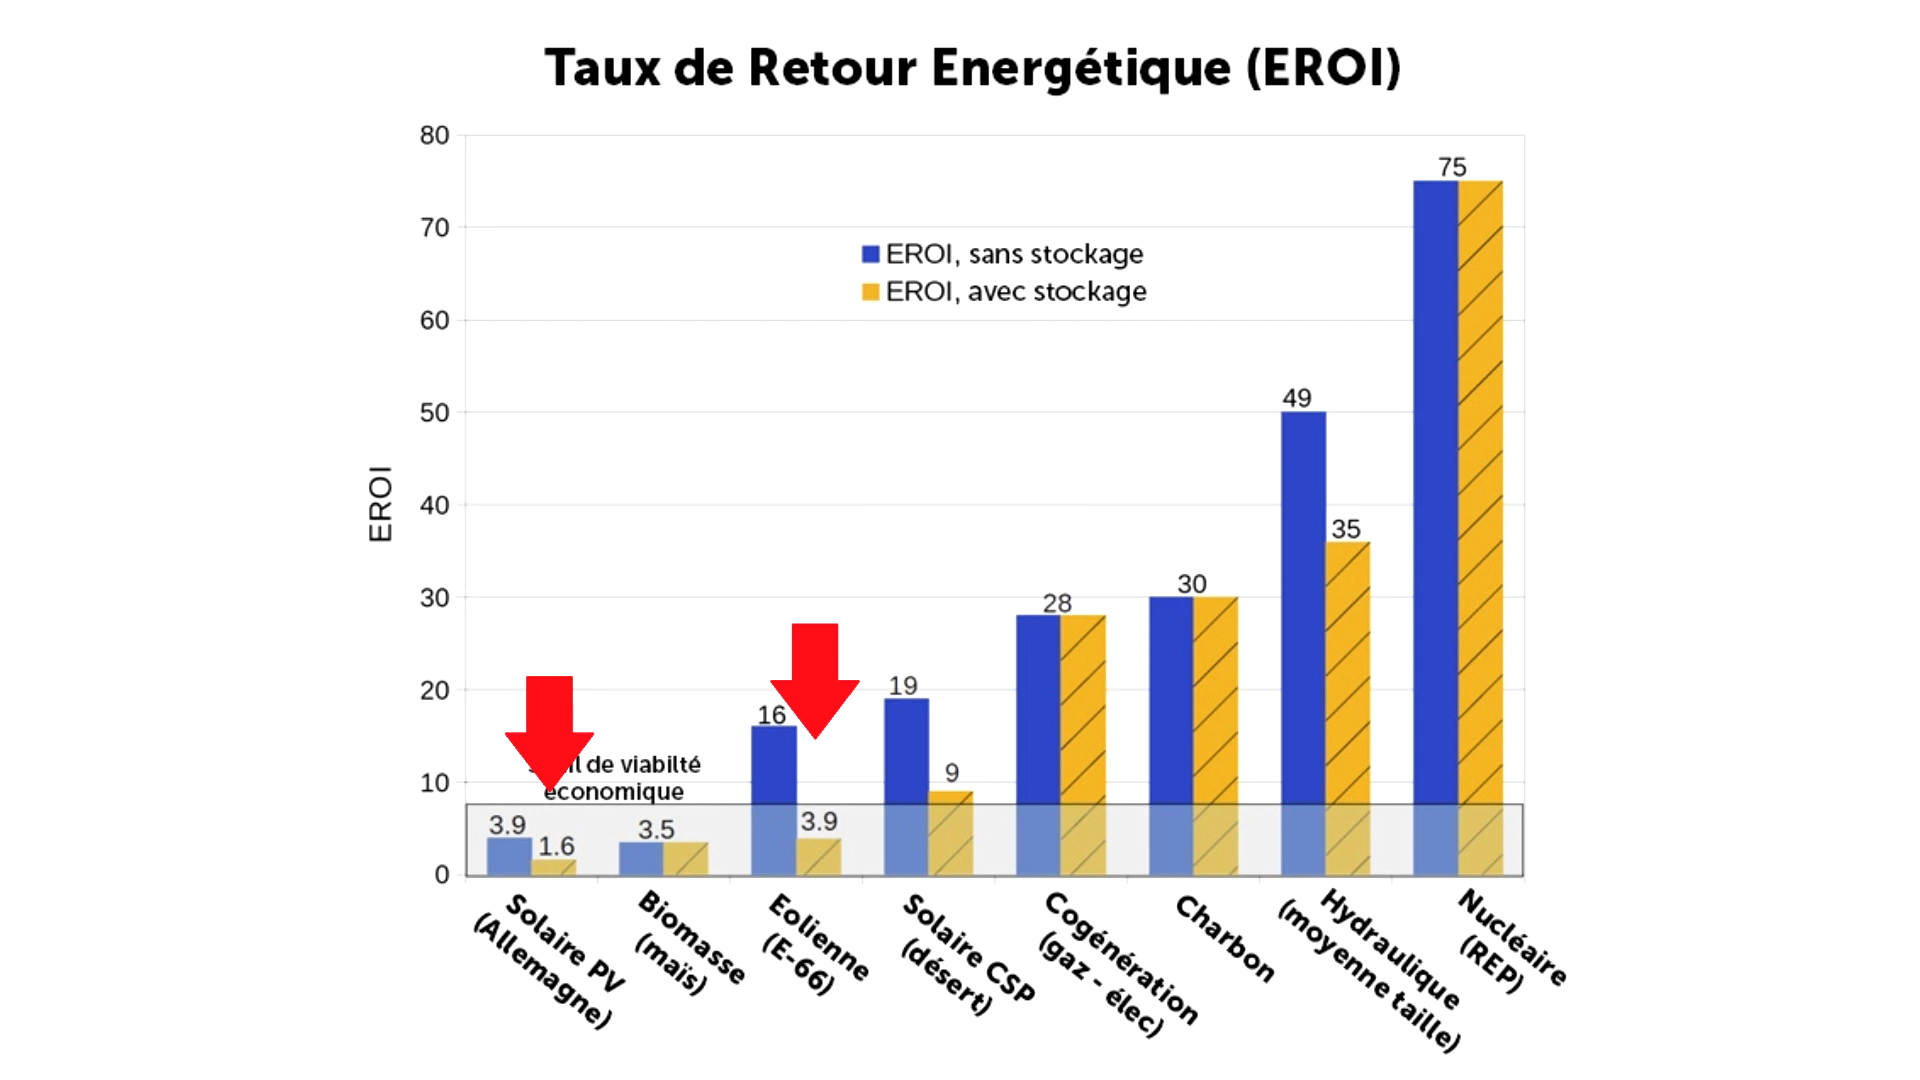 Taux de Retour Energétique (EROI)
80
70
60
50
40
30
20
10
0
EROI
EROI, sans stockage
EROI, avec stockage
75
49
35
30
28
19
9
16
3.9
3.5
3.9
1.6
de viabilté
économique
Solaire PV
(Allemagne)
Biomasse
(maïs)
Eolienne
(E-66)
Solaire CSP
(désert)
Cogénération
(gaz - élec)
Charbon
Hydraulique
(moyenne taille)
Nucléaire
(REP)